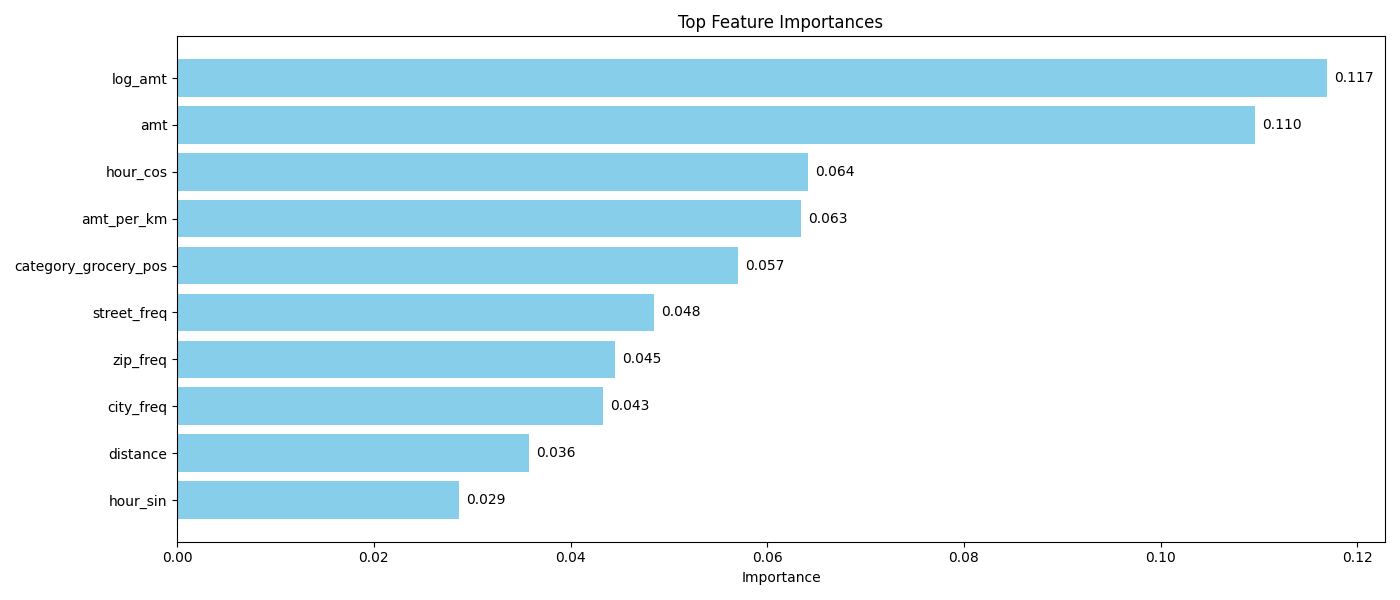 Top Feature Importances
log_amt
0.117
amt
0.110
hour_cos
0.064
amt_per_km
0.063
category_grocery_pos
0.057
street_freq
0.048
zip_freq
0.045
city_freq
0.043
distance
0.036
hour_sin
0.029
0.00 0.02 0.04 0.06 0.08 0.10 0.12
Importance